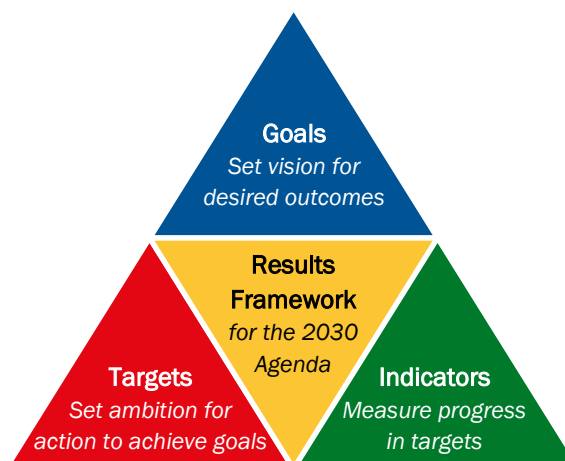 Goals
Set vision for
desired outcomes
Results
Framework
for the 2030
Agenda
Targets
Set ambition for
action to achieve goals
Indicators
Measure progress
in targets